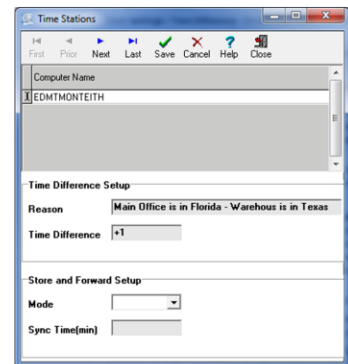 Time Stations
First Prior Next Last Save Cancel Help Close
Computer Name
EDMTMONTEITH
Time Difference Setup
Reason Main Office is in Florida - Warehous is in Texas
Time Difference +1
Store and Forward Setup
Mode
Sync Time(min)